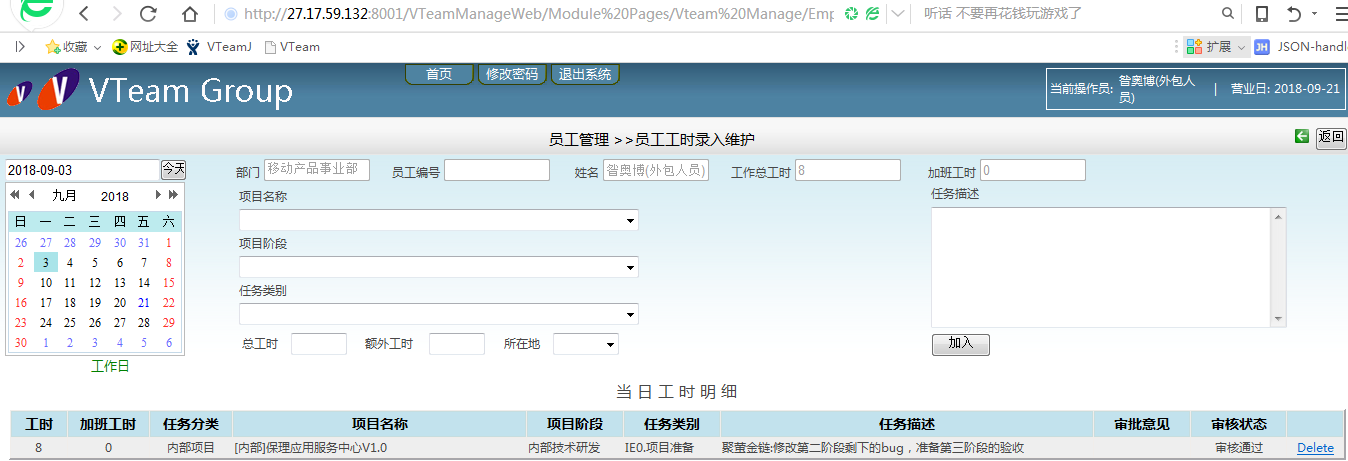 http://27.17.59.132:8001/VTeamManageWeb/Module%20Pages/Vteam%20Manage/Emp
听话 不要再花钱玩游戏了
收藏 网址大全 VTeamJ VTeam 扩展 JH JSON-handl
VTeam Group
首页 修改密码 退出系统
当前操作员: 昝奥博(外包人员) | 营业日: 2018-09-21
员工管理 >>员工工时录入维护
返回
2018-09-03 今天
部门 移动产品事业部 员工编号 姓名 昝奥博(外包人员) 工作总工时 8 加班工时 0
九月 2018
日 一 二 三 四 五 六
26 27 28 29 30 31 1
2 3 4 5 6 7 8
9 10 11 12 13 14 15
16 17 18 19 20 21 22
23 24 25 26 27 28 29
30 1 2 3 4 5 6
工作日
项目名称
项目阶段
任务类别
总工时 额外工时 所在地
任务描述
加入
当日工时明细
工时 加班工时 任务分类 项目名称 项目阶段 任务类别 任务描述 审批意见 审核状态
8 0 内部项目 [内部]保理应用服务中心V1.0 内部技术研发 IE0.项目准备 聚萤金链:修改第二阶段剩下的bug，准备第三阶段的验收 审核通过 Delete